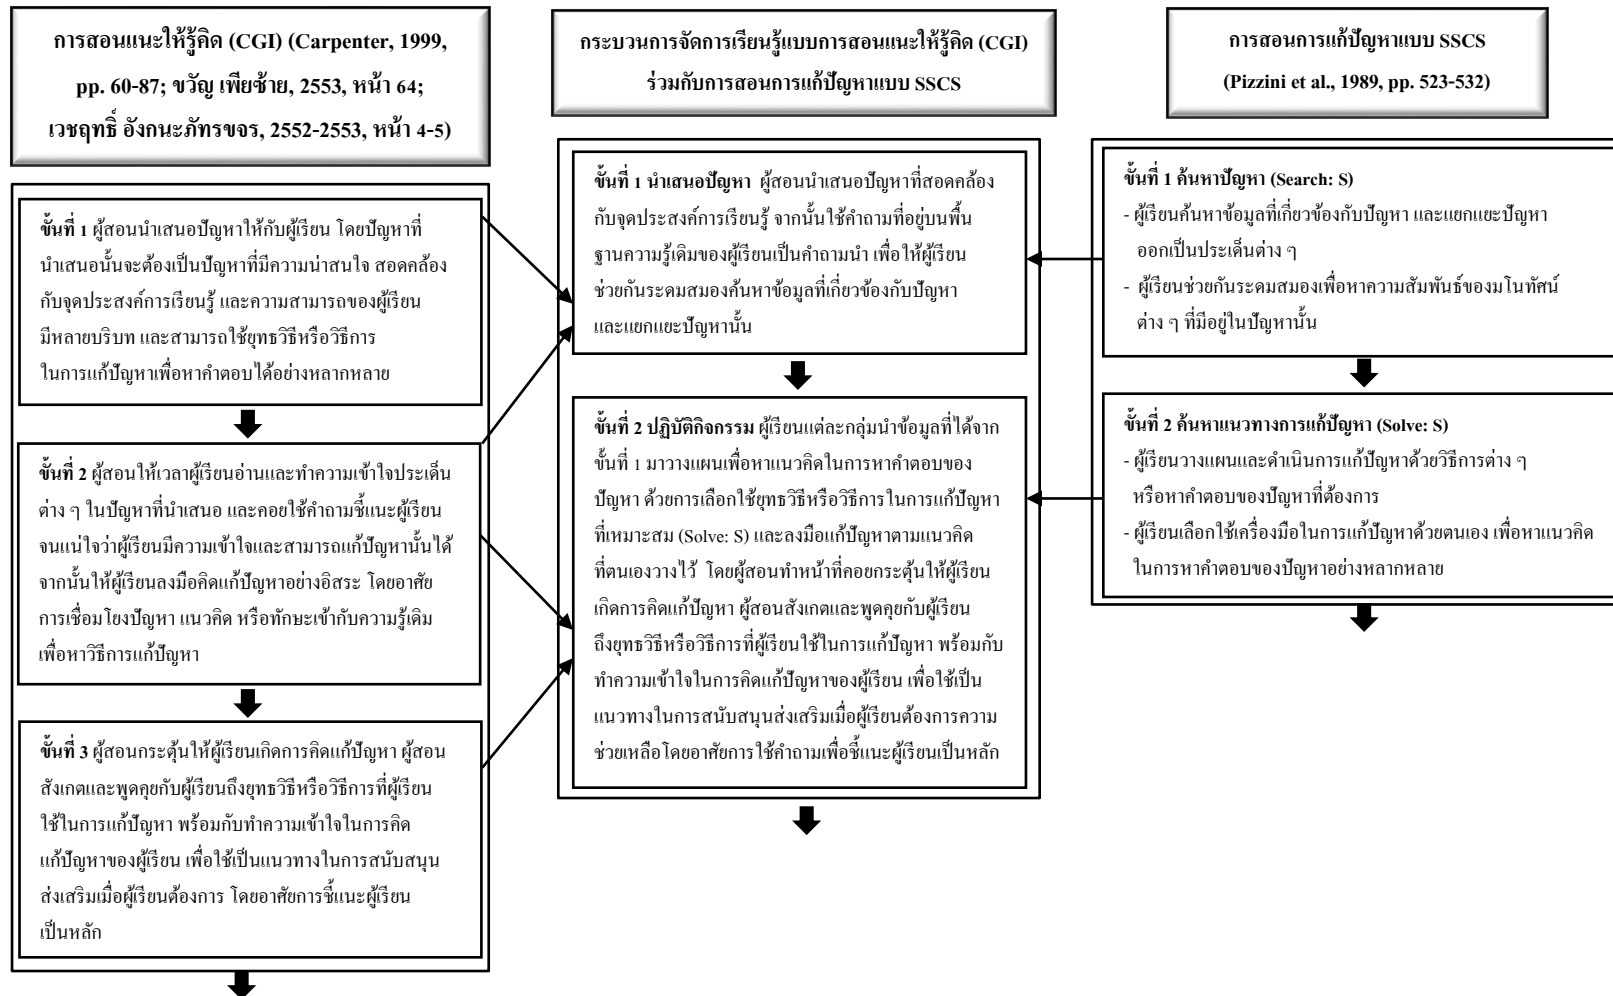 การสอนแนะให้รู้คิด (CGI) (Carpenter, 1999,
pp. 60-87; ขวัญ เพียซ้าย, 2553, หน้า 64;
เวชฤทธิ์ อังกนะภัทรขจร, 2552-2553, หน้า 4-5)
ขั้นที่ 1 ผู้สอนนำเสนอปัญหาให้กับผู้เรียน โดยปัญหาที่
นำเสนอนั้นจะต้องเป็นปัญหาที่มีความน่าสนใจ สอดคล้อง
กับจุดประสงค์การเรียนรู้ และความสามารถของผู้เรียน
มีหลายบริบท และสามารถใช้ยุทธวิธีหรือวิธีการ
ในการแก้ปัญหาเพื่อหาคำตอบได้อย่างหลากหลาย
ขั้นที่ 2 ผู้สอนให้เวลาผู้เรียนอ่านและทำความเข้าใจประเด็น
ต่าง ๆ ในปัญหาที่นำเสนอ และคอยใช้คำถามชี้แนะผู้เรียน
จนแน่ใจว่าผู้เรียนมีความเข้าใจและสามารถแก้ปัญหานั้นได้
จากนั้นให้ผู้เรียนลงมือคิดแก้ปัญหาอย่างอิสระ โดยอาศัย
การเชื่อมโยงปัญหา แนวคิด หรือทักษะเข้ากับความรู้เดิม
เพื่อหาวิธีการแก้ปัญหา
ขั้นที่ 3 ผู้สอนกระตุ้นให้ผู้เรียนเกิดการคิดแก้ปัญหา ผู้สอน
สังเกตและพูดคุยกับผู้เรียนถึงยุทธวิธีหรือวิธีการที่ผู้เรียน
ใช้ในการแก้ปัญหา พร้อมกับทำความเข้าใจในการคิด
แก้ปัญหาของผู้เรียน เพื่อใช้เป็นแนวทางในการสนับสนุน
ส่งเสริมเมื่อผู้เรียนต้องการ โดยอาศัยการชี้แนะผู้เรียน
เป็นหลัก
กระบวนการจัดการเรียนรู้แบบการสอนแนะให้รู้คิด (CGI)
ร่วมกับการสอนการแก้ปัญหาแบบ SSCS
ขั้นที่ 1 นำเสนอปัญหา ผู้สอนนำเสนอปัญหาที่สอดคล้อง
กับจุดประสงค์การเรียนรู้ จากนั้นใช้คำถามที่อยู่บนพื้น
ฐานความรู้เดิมของผู้เรียนเป็นคำถามนำ เพื่อให้ผู้เรียน
ช่วยกันระดมสมองค้นหาข้อมูลที่เกี่ยวข้องกับปัญหา
และแยกแยะปัญหานั้น
ขั้นที่ 2 ปฏิบัติกิจกรรม ผู้เรียนแต่ละกลุ่มนำข้อมูลที่ได้จาก
ขั้นที่ 1 มาวางแผนเพื่อหาแนวคิดในการหาคำตอบของ
ปัญหา ด้วยการเลือกใช้ยุทธวิธีหรือวิธีการในการแก้ปัญหา
ที่เหมาะสม (Solve: S) และลงมือแก้ปัญหาตามแนวคิด
ที่ตนเองวางไว้ โดยผู้สอนทำหน้าที่คอยกระตุ้นให้ผู้เรียน
เกิดการคิดแก้ปัญหา ผู้สอนสังเกตและพูดคุยกับผู้เรียน
ถึงยุทธวิธีหรือวิธีการที่ผู้เรียนใช้ในการแก้ปัญหา พร้อมกับ
ทำความเข้าใจในการคิดแก้ปัญหาของผู้เรียน เพื่อใช้เป็น
แนวทางในการสนับสนุนส่งเสริมเมื่อผู้เรียนต้องการความ
ช่วยเหลือโดยอาศัยการใช้คำถามเพื่อชี้แนะผู้เรียนเป็นหลัก
การสอนการแก้ปัญหาแบบ SSCS
(Pizzini et al., 1989, pp. 523-532)
ขั้นที่ 1 ค้นหาปัญหา (Search: S)
- ผู้เรียนค้นหาข้อมูลที่เกี่ยวข้องกับปัญหา และแยกแยะปัญหา
ออกเป็นประเด็นต่าง ๆ
- ผู้เรียนช่วยกันระดมสมองเพื่อหาความสัมพันธ์ของมโนทัศน์
ต่าง ๆ ที่มีอยู่ในปัญหานั้น
ขั้นที่ 2 ค้นหาแนวทางการแก้ปัญหา (Solve: S)
- ผู้เรียนวางแผนและดำเนินการแก้ปัญหาด้วยวิธีการต่าง ๆ
หรือหาคำตอบของปัญหาที่ต้องการ
- ผู้เรียนเลือกใช้เครื่องมือในการแก้ปัญหาด้วยตนเอง เพื่อหาแนวคิด
ในการหาคำตอบของปัญหาอย่างหลากหลาย